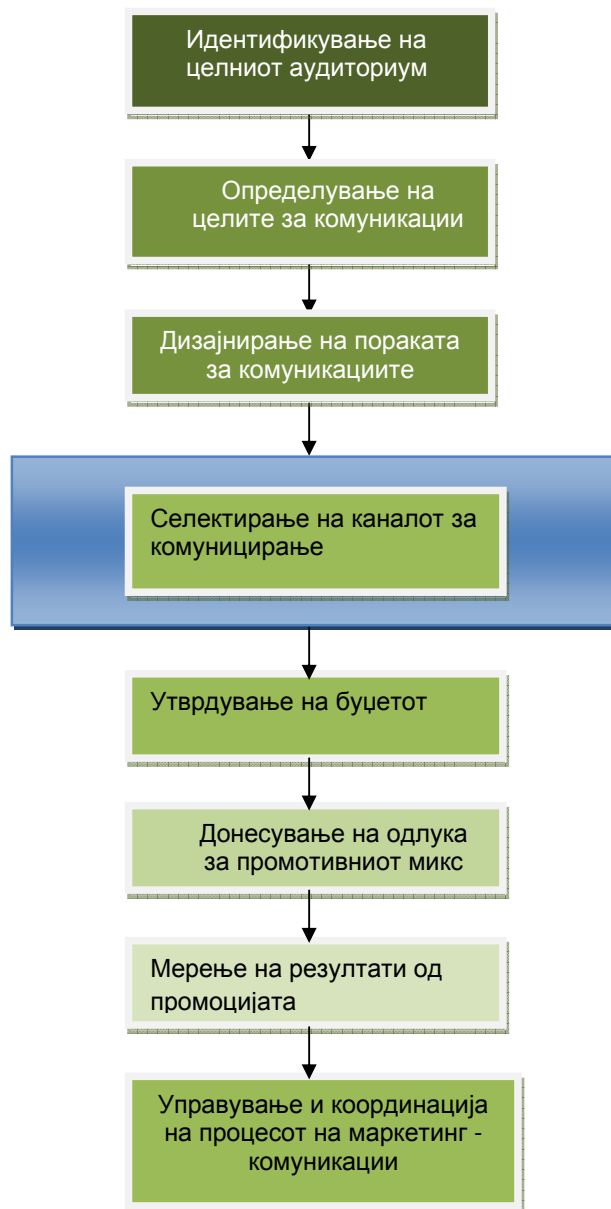 Идентификување на
целниот аудиториум
Определување на
целите за комуникации
Дизајнирање на пораката
за комуникациите
Селектирање на каналот за
комуницирање
Утврдување на буџетот
Донесување на одлука
за промотивниот микс
Мерење на резултати од
промоцијата
Управување и координација
на процесот на маркетинг -
комуникации